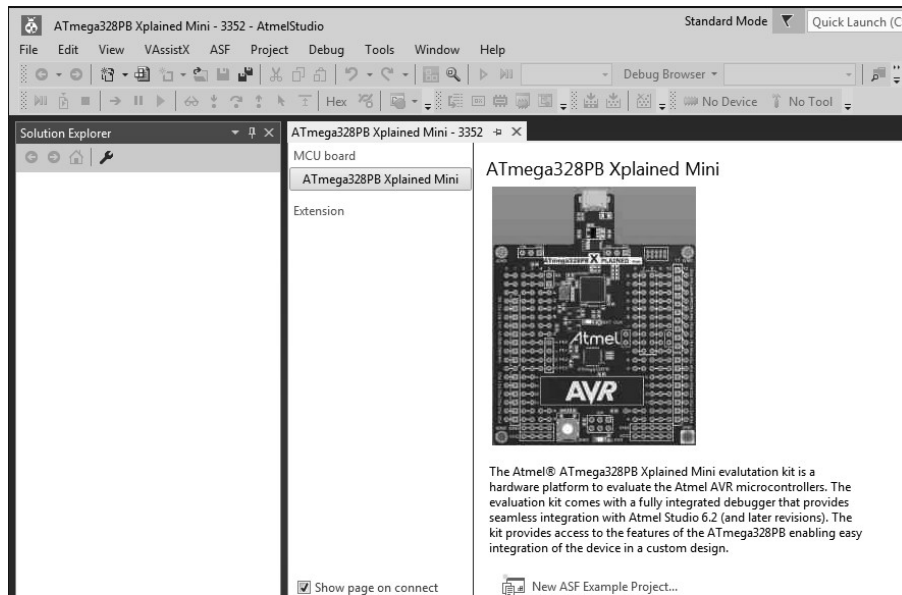 ATmega328PB Xplained Mini - 3352 - AtmelStudio
Standard Mode
Quick Launch (C
File Edit View VAssistX ASF Project Debug Tools Window Help
Debug Browser
Hex
No Device
No Tool
Solution Explorer
ATmega328PB Xplained Mini - 3352
MCU board
ATmega328PB Xplained Mini
Extension
ATmega328PB Xplained Mini
ATmega328PB X PLAINED
Atmel
AVR
The Atmel® ATmega328PB Xplained Mini evalutation kit is a
hardware platform to evaluate the Atmel AVR microcontrollers. The
evaluation kit comes with a fully integrated debugger that provides
seamless integration with Atmel Studio 6.2 (and later revisions). The
kit provides access to the features of the ATmega328PB enabling easy
integration of the device in a custom design.
Show page on connect
New ASF Example Project...